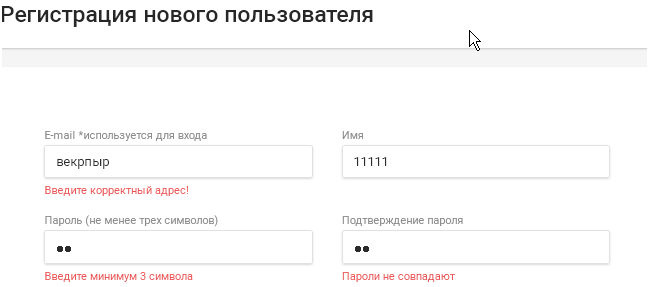 Регистрация нового пользователя
E-mail *используется для входа
Имя
векрпыр
11111
Введите корректный адрес!
Пароль (не менее трех символов)
Подтверждение пароля
●●
●●
Введите минимум 3 символа
Пароли не совпадают